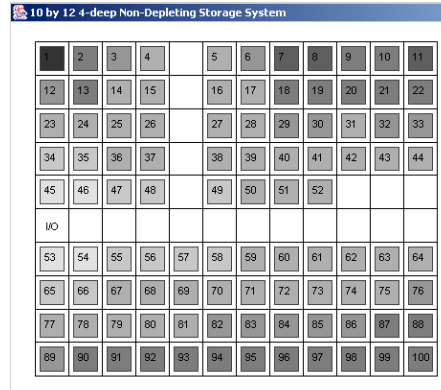 10 by 12 4-deep Non-Depleting Storage System
1 2 3 4 5 6 7 8 9 10 11
12 13 14 15 16 17 18 19 20 21 22
23 24 25 26 27 28 29 30 31 32 33
34 35 36 37 38 39 40 41 42 43 44
45 46 47 48 49 50 51 52
I/O
53 54 55 56 57 58 59 60 61 62 63 64
65 66 67 68 69 70 71 72 73 74 75 76
77 78 79 80 81 82 83 84 85 86 87 88
89 90 91 92 93 94 95 96 97 98 99 100